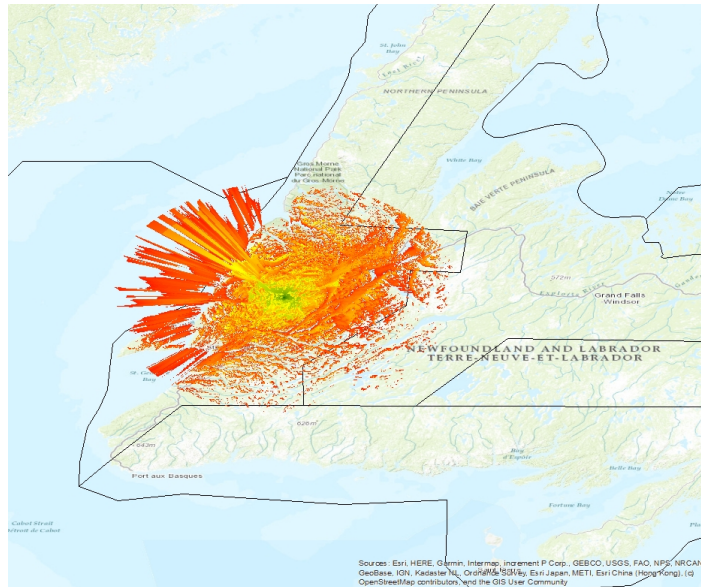 St. John
Bay
NORTHERN PENINSULA
Gros Morne
National Park
Parc national
du Gros-Morne
White Bay
BAIE VERTE PENINSULA
Notre
Dame Bay
572m
Exploits River
Grand Falls
Windsor
NEWFOUNDLAND AND LABRADOR
TERRE-NEUVE-ET-LABRADOR
Bay
628m
642m
Port aux Basques
Bay
d'Espoir
Belle Bay
Fortune Bay
Cabot Strait
Détroit de Cabot
Sources: Esri, HERE, Garmin, Intermap, increment P Corp., GEBCO, USGS, FAO, NPS, NRCAN
GeoBase, IGN, Kadaster NL, Ordnance Survey, Esri Japan, METI, Esri China (Hong Kong), (c)
OpenStreetMap contributors, and the GIS User Community